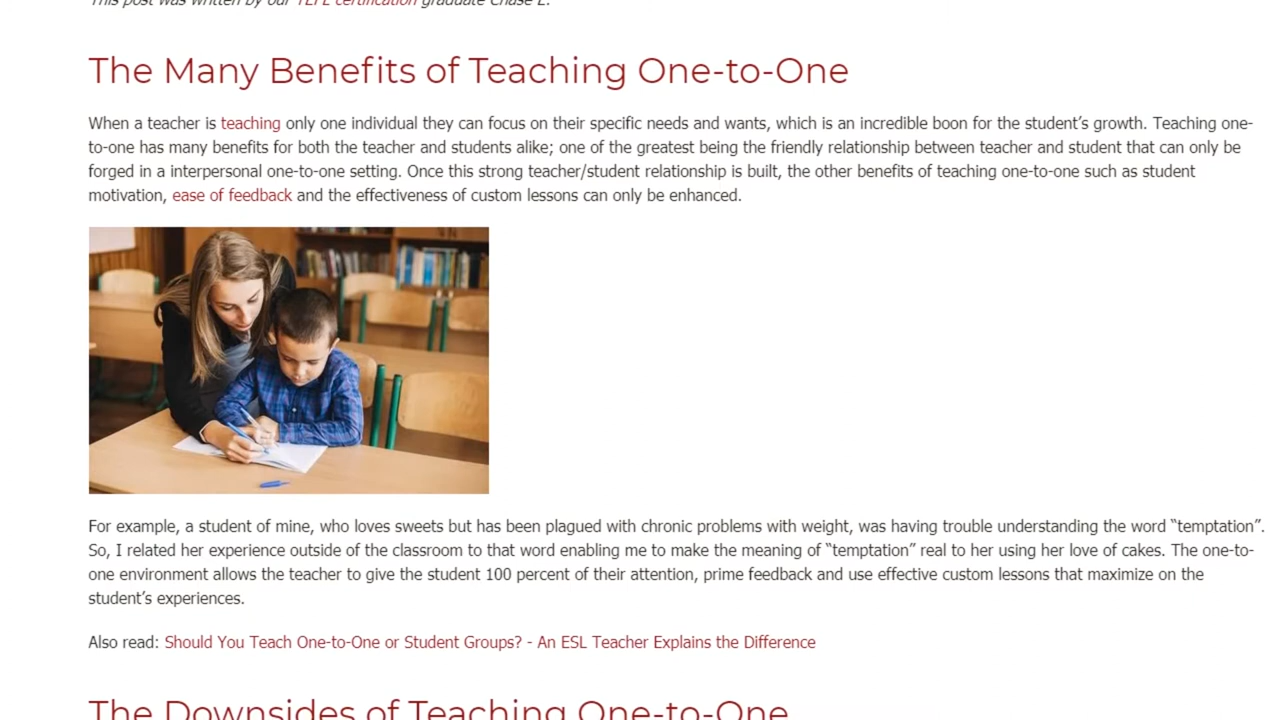 This post was written by our TEFL certification graduate Chase E.
The Many Benefits of Teaching One-to-One
When a teacher is teaching only one individual they can focus on their specific needs and wants, which is an incredible boon for the student’s growth. Teaching one-
to-one has many benefits for both the teacher and students alike; one of the greatest being the friendly relationship between teacher and student that can only be
forged in a interpersonal one-to-one setting. Once this strong teacher/student relationship is built, the other benefits of teaching one-to-one such as student
motivation, ease of feedback and the effectiveness of custom lessons can only be enhanced.
For example, a student of mine, who loves sweets but has been plagued with chronic problems with weight, was having trouble understanding the word “temptation”.
So, I related her experience outside of the classroom to that word enabling me to make the meaning of “temptation” real to her using her love of cakes. The one-to-
one environment allows the teacher to give the student 100 percent of their attention, prime feedback and use effective custom lessons that maximize on the
student’s experiences.
Also read: Should You Teach One-to-One or Student Groups? - An ESL Teacher Explains the Difference
The Downsides of Teaching One-to-One